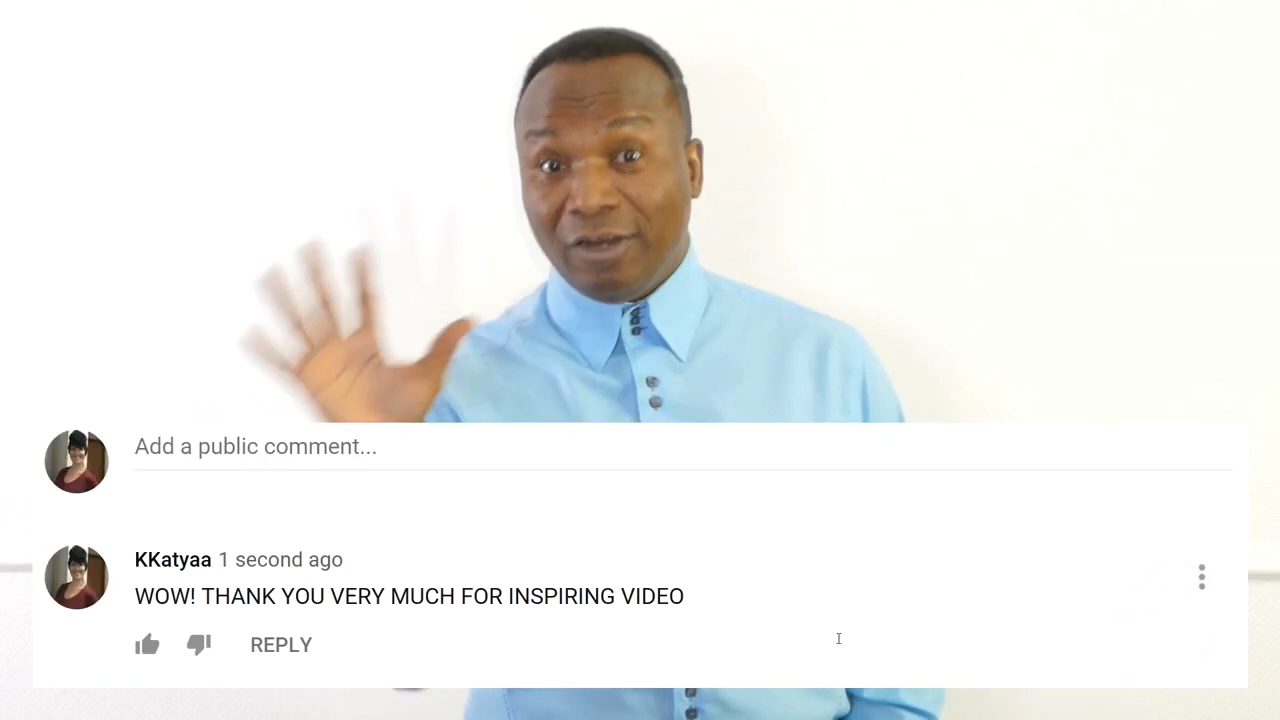 Add a public comment...
KKatyaa 1 second ago
WOW! THANK YOU VERY MUCH FOR INSPIRING VIDEO
REPLY